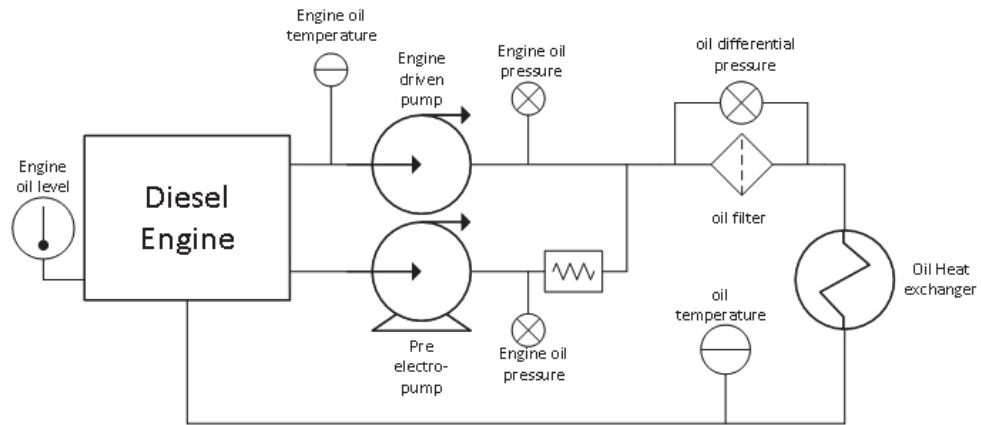 Engine oil
temperature
Engine
driven
pump
Engine oil
pressure
oil differential
pressure
Engine
oil level
Diesel
Engine
oil filter
Oil Heat
exchanger
oil
temperature
Pre
electro-
pump
Engine oil
pressure